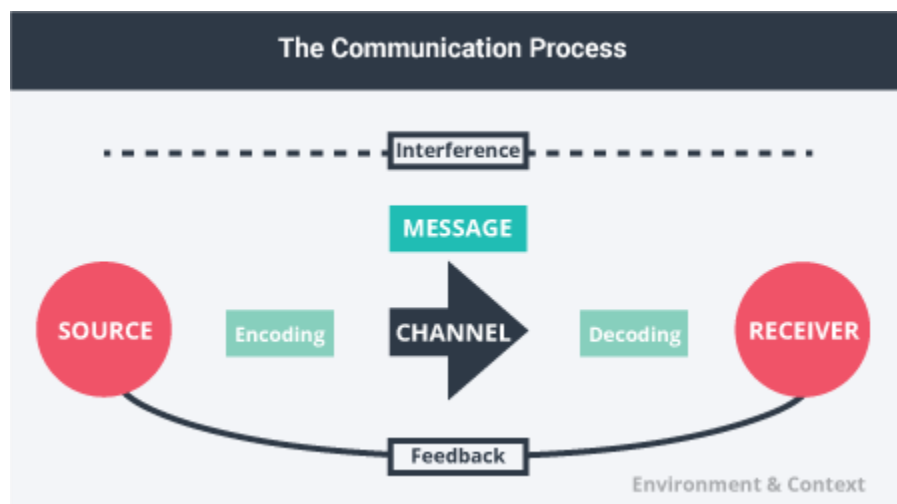 The Communication Process
Interference
MESSAGE
SOURCE
Encoding
CHANNEL
Decoding
RECEIVER
Feedback
Environment & Context